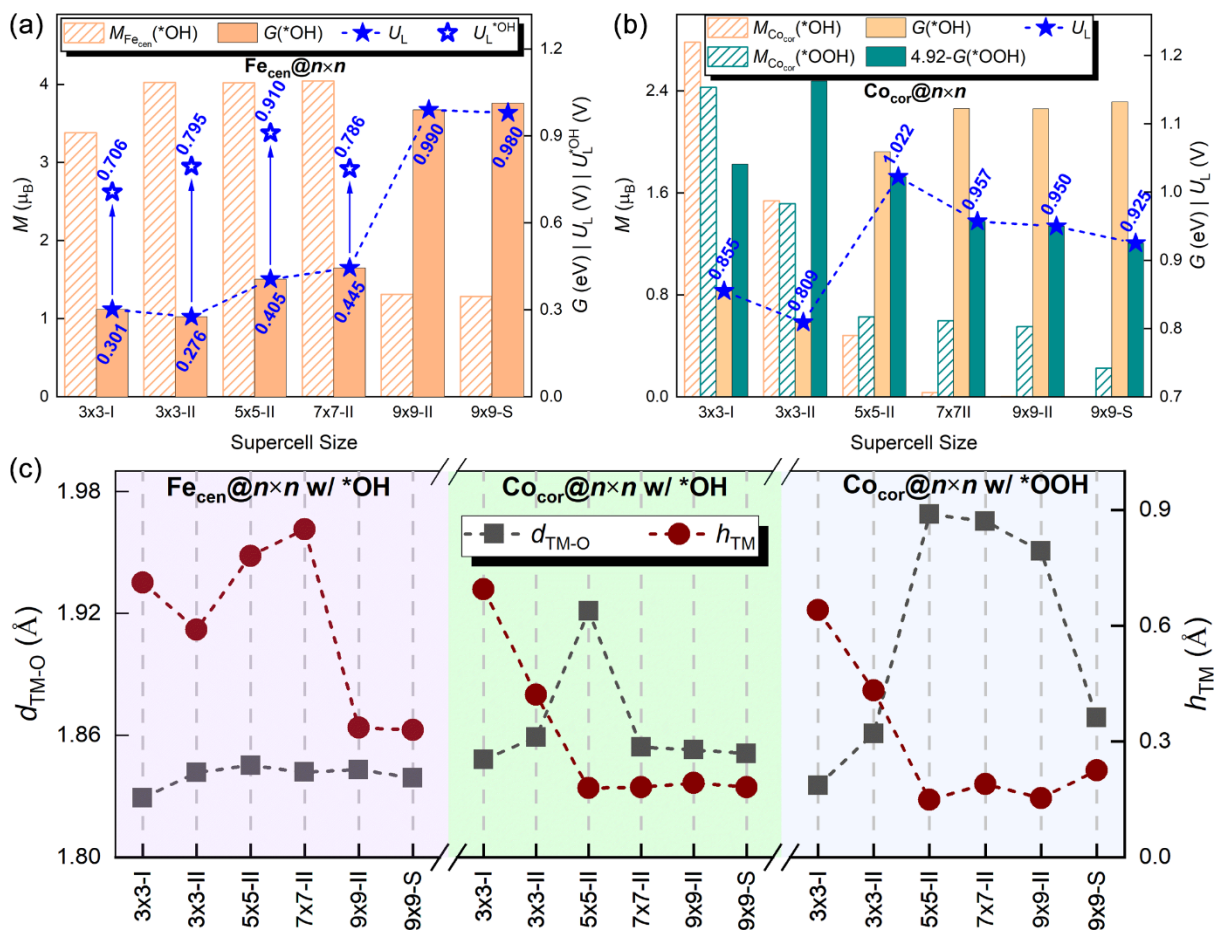 (a)
M_Fecen(*OH) G(*OH) U_L U_L^*OH
Fe_cen@n×n
M (μ_B)
4
3
2
1
0
0.706
0.795
0.910
0.786
0.301
0.276
0.405
0.445
0.990
0.980
1.2
0.9
0.6
0.3
0.0
G (eV) | U_L (V) | U_L^*OH (V)
3x3-I 3x3-II 5x5-II 7x7-II 9x9-II 9x9-S
Supercell Size
(b)
M_Cocor(*OH) G(*OH) U_L
M_Cocor(*OOH) 4.92-G(*OOH)
Co_cor@n×n
M (μ_B)
2.4
1.6
0.8
0.0
0.855
0.809
1.022
0.957
0.950
0.925
1.2
1.1
1.0
0.9
0.8
0.7
G (eV) | U_L (V)
3x3-I 3x3-II 5x5-II 7x7II 9x9-II 9x9-S
Supercell Size
(c)
Fe_cen@n×n w/ *OH Co_cor@n×n w/ *OH Co_cor@n×n w/ *OOH
d_TM-O h_TM
d_TM-O (Å)
1.98
1.92
1.86
1.80
0.9
0.6
0.3
0.0
h_TM (Å)
3x3-I 3x3-II 5x5-II 7x7-II 9x9-II 9x9-S
3x3-I 3x3-II 5x5-II 7x7-II 9x9-II 9x9-S
3x3-I 3x3-II 5x5-II 7x7-II 9x9-II 9x9-S